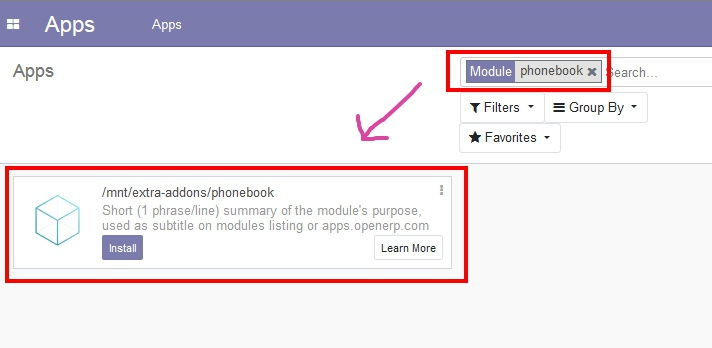 Apps Apps
Apps
Module phonebook Search...
Filters Group By
Favorites
/mnt/extra-addons/phonebook
Short (1 phrase/line) summary of the module's purpose,
used as subtitle on modules listing or apps.openerp.com
Install Learn More